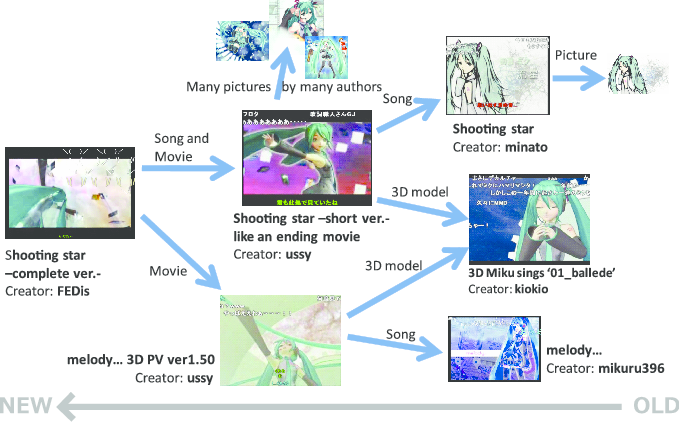 Many pictures by many authors
Song
Picture
Shooting star
Creator: minato
Song and
Movie
3D model
Shooting star –short ver.-
like an ending movie
Creator: ussy
Shooting star
–complete ver.-
Creator: FEDis
Movie
3D model
3D Miku sings ‘01_ballede’
Creator: kiokio
melody... 3D PV ver1.50
Creator: ussy
Song
melody...
Creator: mikuru396
NEW
OLD